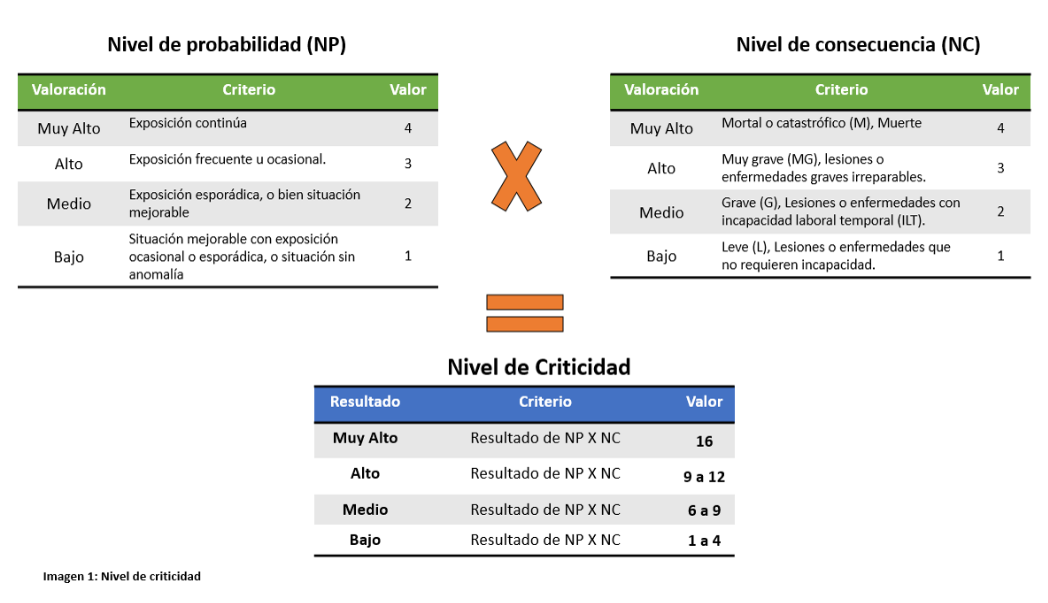 Nivel de probabilidad (NP)
Valoración Criterio Valor
Muy Alto Exposición continúa 4
Alto Exposición frecuente u ocasional. 3
Medio Exposición esporádica, o bien situación
mejorable 2
Bajo Situación mejorable con exposición
ocasional o esporádica, o situación sin
anomalía 1
Nivel de consecuencia (NC)
Valoración Criterio Valor
Muy Alto Mortal o catastrófico (M), Muerte 4
Alto Muy grave (MG), lesiones o
enfermedades graves irreparables. 3
Medio Grave (G), Lesiones o enfermedades con
incapacidad laboral temporal (ILT). 2
Bajo Leve (L), Lesiones o enfermedades que
no requieren incapacidad. 1
Nivel de Criticidad
Resultado Criterio Valor
Muy Alto Resultado de NP X NC 16
Alto Resultado de NP X NC 9 a 12
Medio Resultado de NP X NC 6 a 9
Bajo Resultado de NP X NC 1 a 4
Imagen 1: Nivel de criticidad